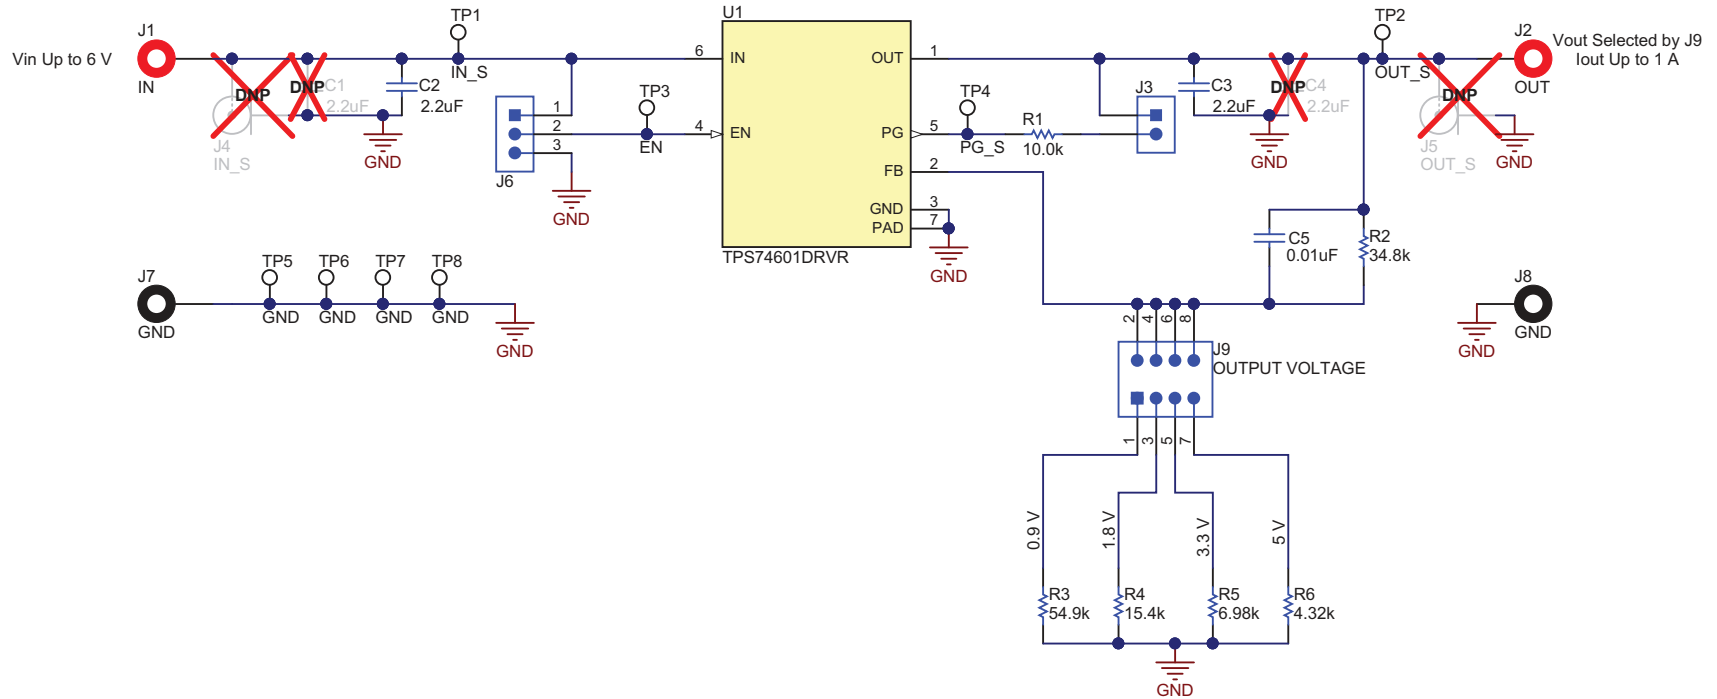 J1
Vin Up to 6 V
IN
DNP
J4
IN_S
DNP
C1
2.2uF
C2
2.2uF
GND
TP1
IN_S
J6
1
2
3
GND
TP3
EN
U1
6
IN
4
EN
OUT
1
PG
5
FB
2
GND
3
PAD
7
TPS74601DRVR
GND
TP4
PG_S
R1
10.0k
J3
C3
2.2uF
DNP
C4
2.2uF
GND
TP2
OUT_S
DNP
J5
OUT_S
GND
J2
OUT
Vout Selected by J9
Iout Up to 1 A
C5
0.01uF
R2
34.8k
J7
GND
TP5
GND
TP6
GND
TP7
GND
TP8
GND
GND
J8
GND
GND
2
4
6
8
J9
OUTPUT VOLTAGE
1
3
5
7
0.9 V
1.8 V
3.3 V
5 V
R3
54.9k
R4
15.4k
R5
6.98k
R6
4.32k
GND